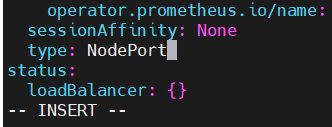 operator.prometheus.io/name:
sessionAffinity: None
type: NodePort
status:
loadBalancer: {}
-- INSERT --